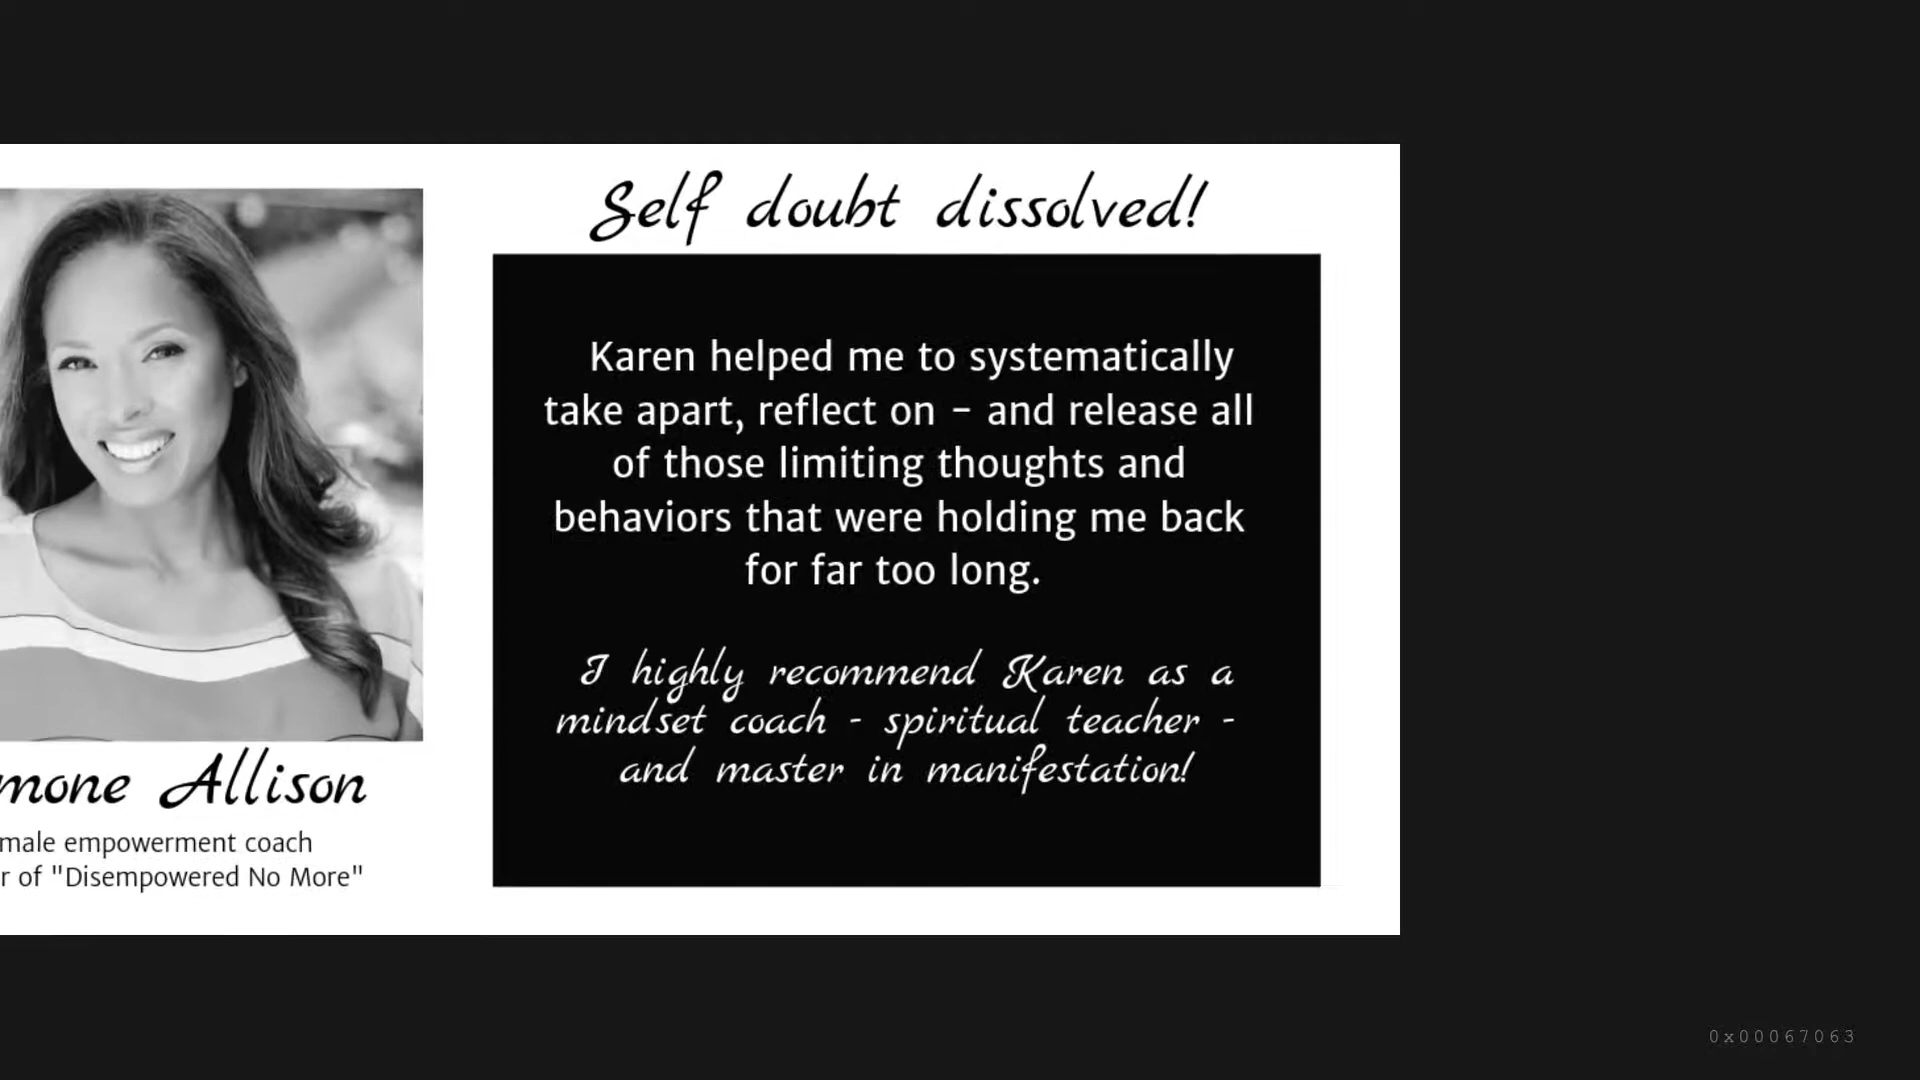 Self doubt dissolved!
Karen helped me to systematically
take apart, reflect on – and release all
of those limiting thoughts and
behaviors that were holding me back
for far too long.
I highly recommend Karen as a
mindset coach - spiritual teacher -
and master in manifestation!
mone Allison
male empowerment coach
r of "Disempowered No More"
0x00067063